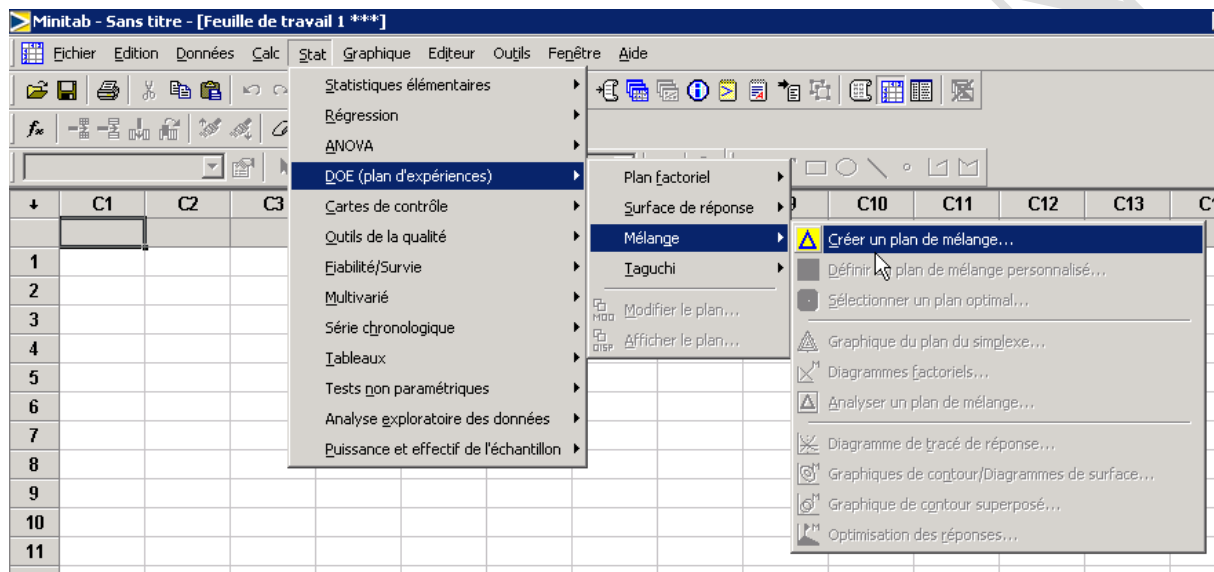 Minitab - Sans titre - [Feuille de travail 1 ***]
Fichier Edition Données Calc Stat Graphique Editeur Outils Fenêtre Aide
Statistiques élémentaires
Régression
ANOVA
DOE (plan d'expériences)
Cartes de contrôle
Outils de la qualité
Fiabilité/Survie
Multivarié
Série chronologique
Tableaux
Tests non paramétriques
Analyse exploratoire des données
Puissance et effectif de l'échantillon
Plan factoriel
Surface de réponse
Mélange
Taguchi
Modifier le plan...
Afficher le plan...
Créer un plan de mélange...
Définir un plan de mélange personnalisé...
Sélectionner un plan optimal...
Graphique du plan du simplexe...
Diagrammes factoriels...
Analyser un plan de mélange...
Diagramme de tracé de réponse...
Graphiques de contour/Diagrammes de surface...
Graphique de contour superposé...
Optimisation des réponses...
C1 C2 C3 C10 C11 C12 C13
1
2
3
4
5
6
7
8
9
10
11